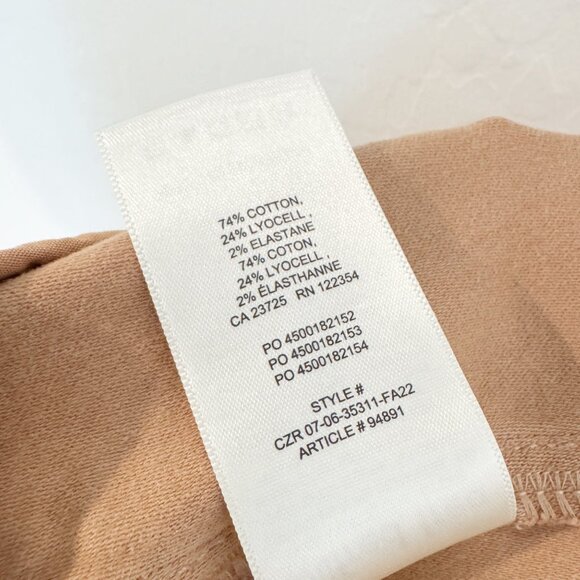 74% COTTON,
24% LYOCELL ,
2% ELASTANE
74% COTON,
24% LYOCELL ,
2% ÉLASTHANNE
CA 23725 RN 122354
PO 4500182152
PO 4500182153
PO 4500182154
STYLE #
CZR 07-06-35311-FA22
ARTICLE # 94891